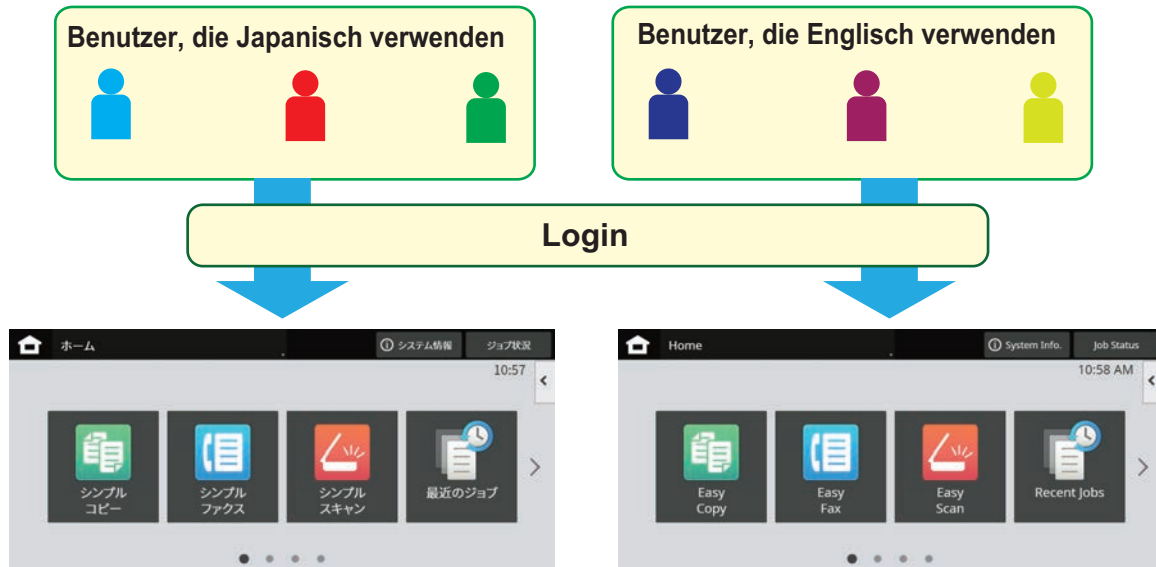 Benutzer, die Japanisch verwenden
Benutzer, die Englisch verwenden
Login
ホーム
システム情報
ジョブ状況
10:57
シンプル
コピー
シンプル
ファクス
シンプル
スキャン
最近のジョブ
Home
System Info.
Job Status
10:58 AM
Easy
Copy
Easy
Fax
Easy
Scan
Recent Jobs